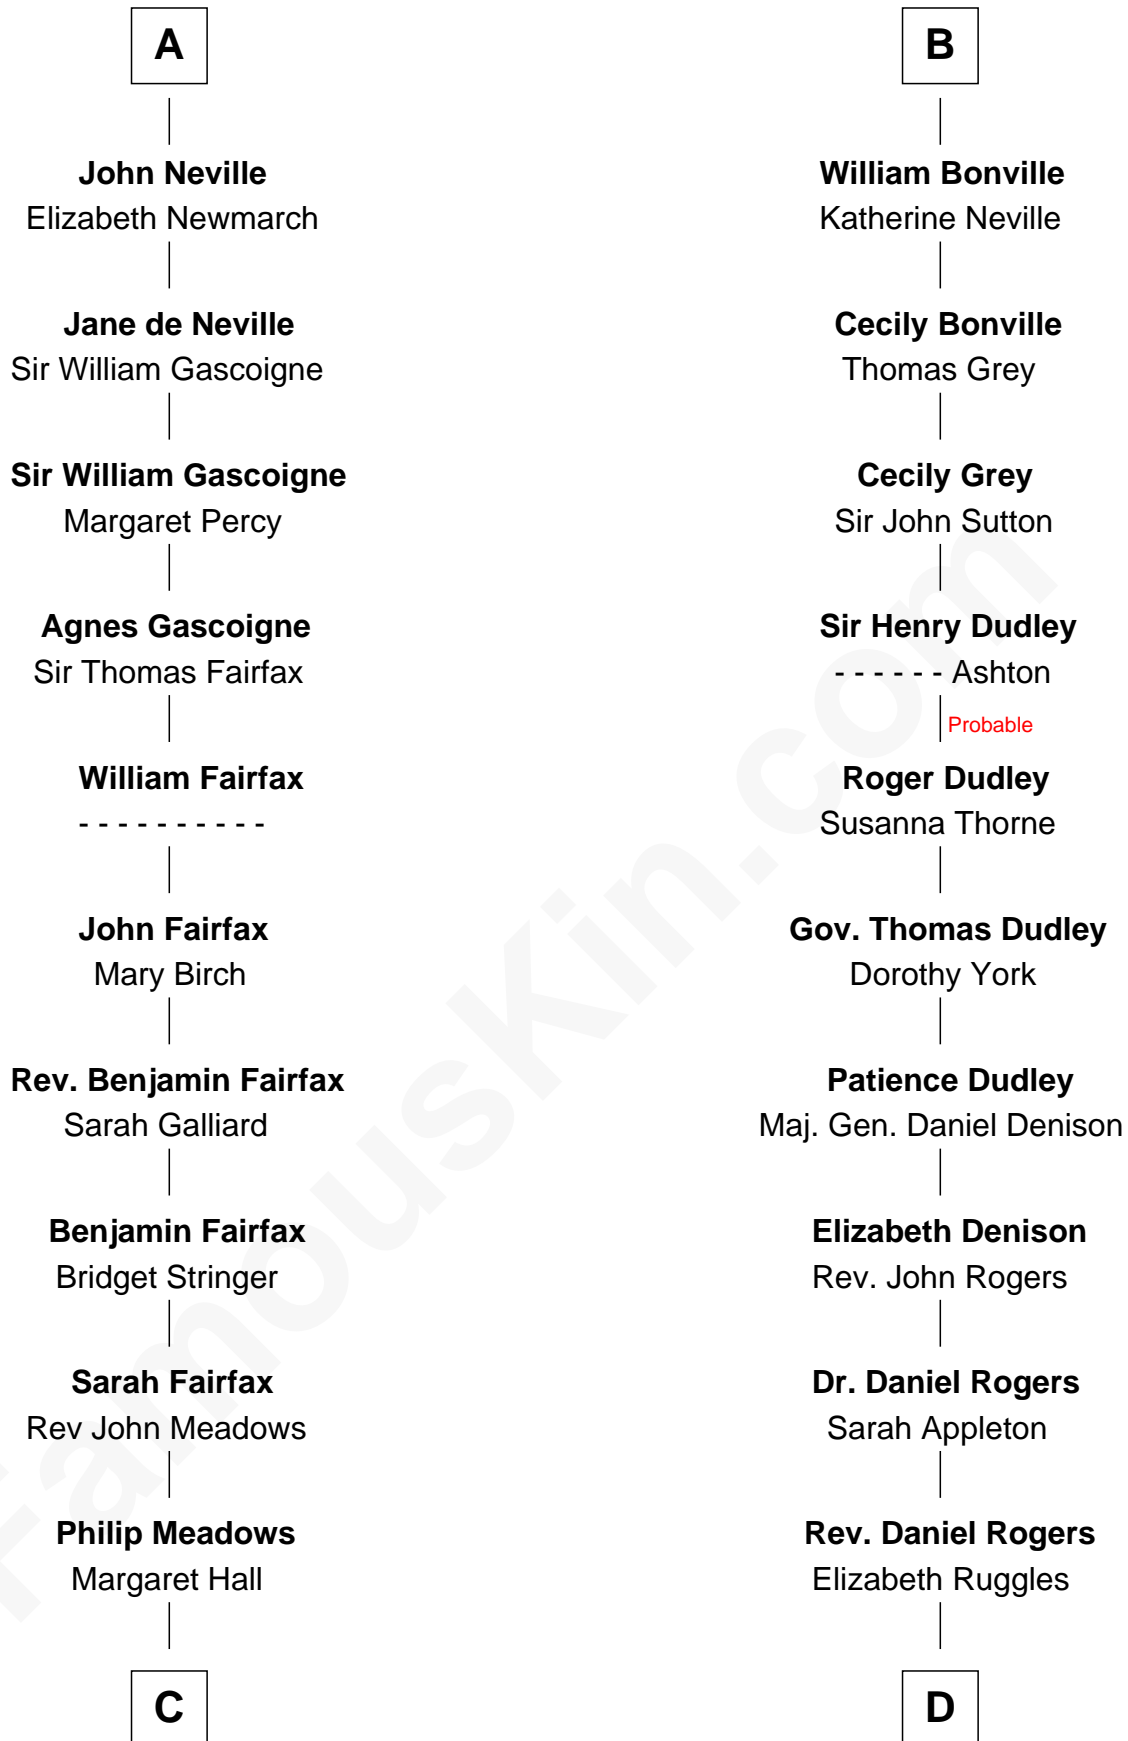 A
John Neville
Elizabeth Newmarch
Jane de Neville
Sir William Gascoigne
Sir William Gascoigne
Margaret Percy
Agnes Gascoigne
Sir Thomas Fairfax
William Fairfax
- - - - - - - - - -
John Fairfax
Mary Birch
Rev. Benjamin Fairfax
Sarah Galliard
Benjamin Fairfax
Bridget Stringer
Sarah Fairfax
Rev John Meadows
Philip Meadows
Margaret Hall
C
B
William Bonville
Katherine Neville
Cecily Bonville
Thomas Grey
Cecily Grey
Sir John Sutton
Sir Henry Dudley
- - - - - - Ashton
Probable
Roger Dudley
Susanna Thorne
Gov. Thomas Dudley
Dorothy York
Patience Dudley
Maj. Gen. Daniel Denison
Elizabeth Denison
Rev. John Rogers
Dr. Daniel Rogers
Sarah Appleton
Rev. Daniel Rogers
Elizabeth Ruggles
D
FamousKin.com